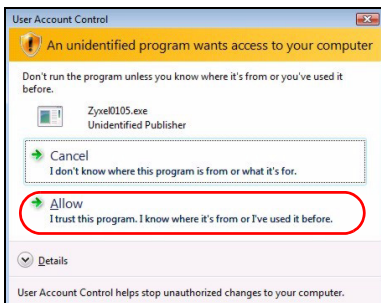 User Account Control
An unidentified program wants access to your computer
Don't run the program unless you know where it's from or you've used it
before.
Zyxel0105.exe
Unidentified Publisher
Cancel
I don't know where this program is from or what it's for.
Allow
I trust this program. I know where it's from or I've used it before.
Details
User Account Control helps stop unauthorized changes to your computer.